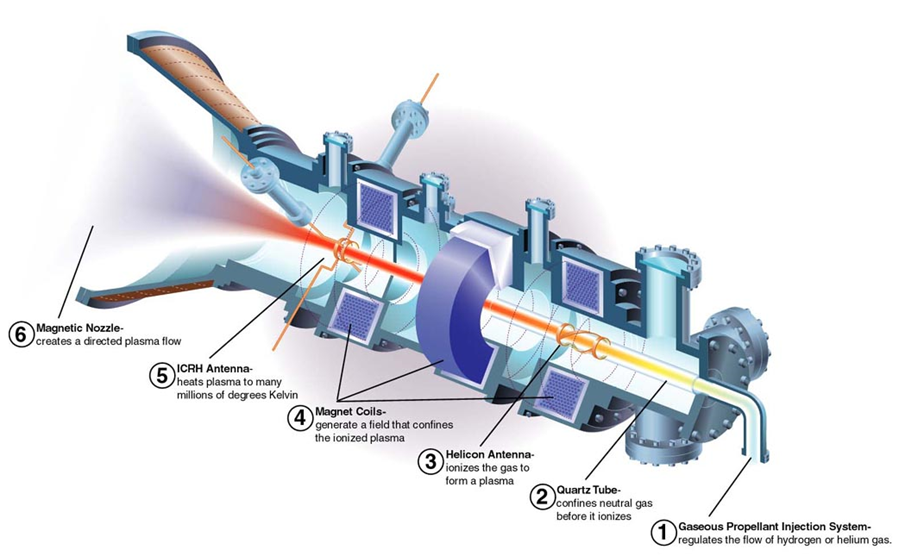 6 Magnetic Nozzle-
creates a directed plasma flow
5 ICRH Antenna-
heats plasma to many
millions of degrees Kelvin
4 Magnet Coils-
generate a field that confines
the ionized plasma
3 Helicon Antenna-
ionizes the gas to
form a plasma
2 Quartz Tube-
confines neutral gas
before it ionizes
1 Gaseous Propellant Injection System-
regulates the flow of hydrogen or helium gas.